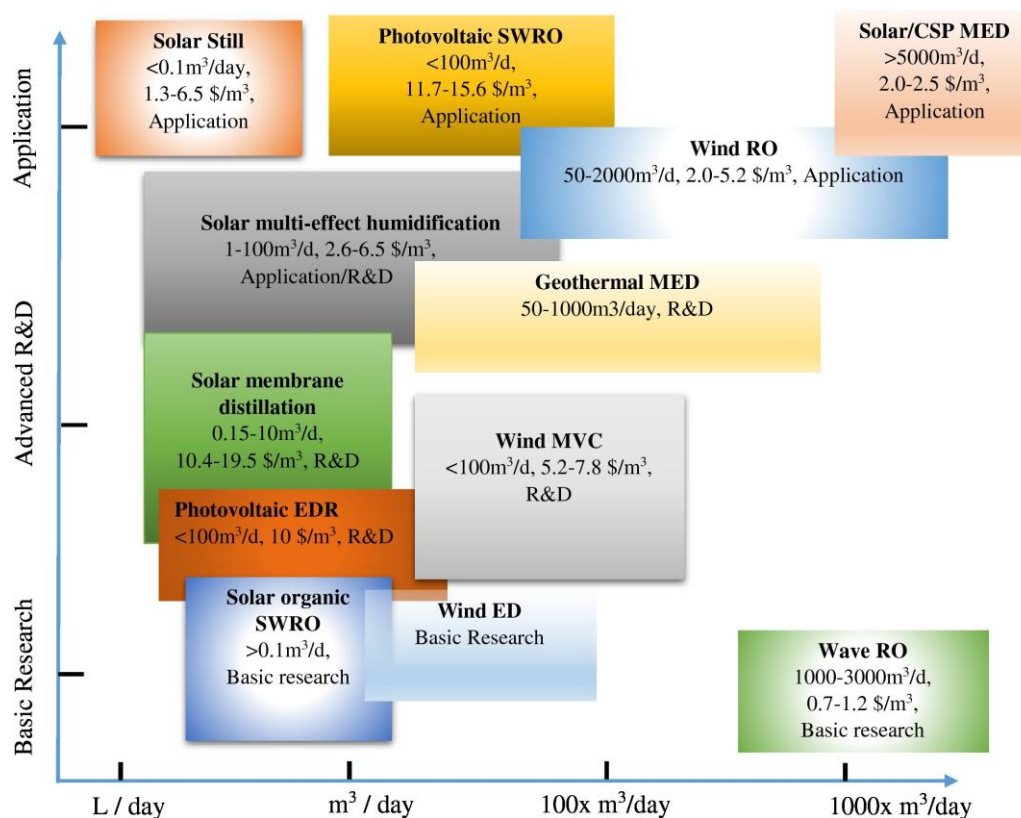 Application
Advanced R&D
Basic Research
Solar Still
<0.1m³/day,
1.3-6.5 $/m³,
Application
Photovoltaic SWRO
<100m³/d,
11.7-15.6 $/m³,
Application
Solar/CSP MED
>5000m³/d,
2.0-2.5 $/m³,
Application
Wind RO
50-2000m³/d, 2.0-5.2 $/m³, Application
Solar multi-effect humidification
1-100m³/d, 2.6-6.5 $/m³,
Application/R&D
Geothermal MED
50-1000m3/day, R&D
Solar membrane
distillation
0.15-10m³/d,
10.4-19.5 $/m³, R&D
Wind MVC
<100m³/d, 5.2-7.8 $/m³,
R&D
Photovoltaic EDR
<100m³/d, 10 $/m³, R&D
Solar organic
SWRO
>0.1m³/d,
Basic research
Wind ED
Basic Research
Wave RO
1000-3000m³/d,
0.7-1.2 $/m³,
Basic research
L / day
m³ / day
100x m³/day
1000x m³/day